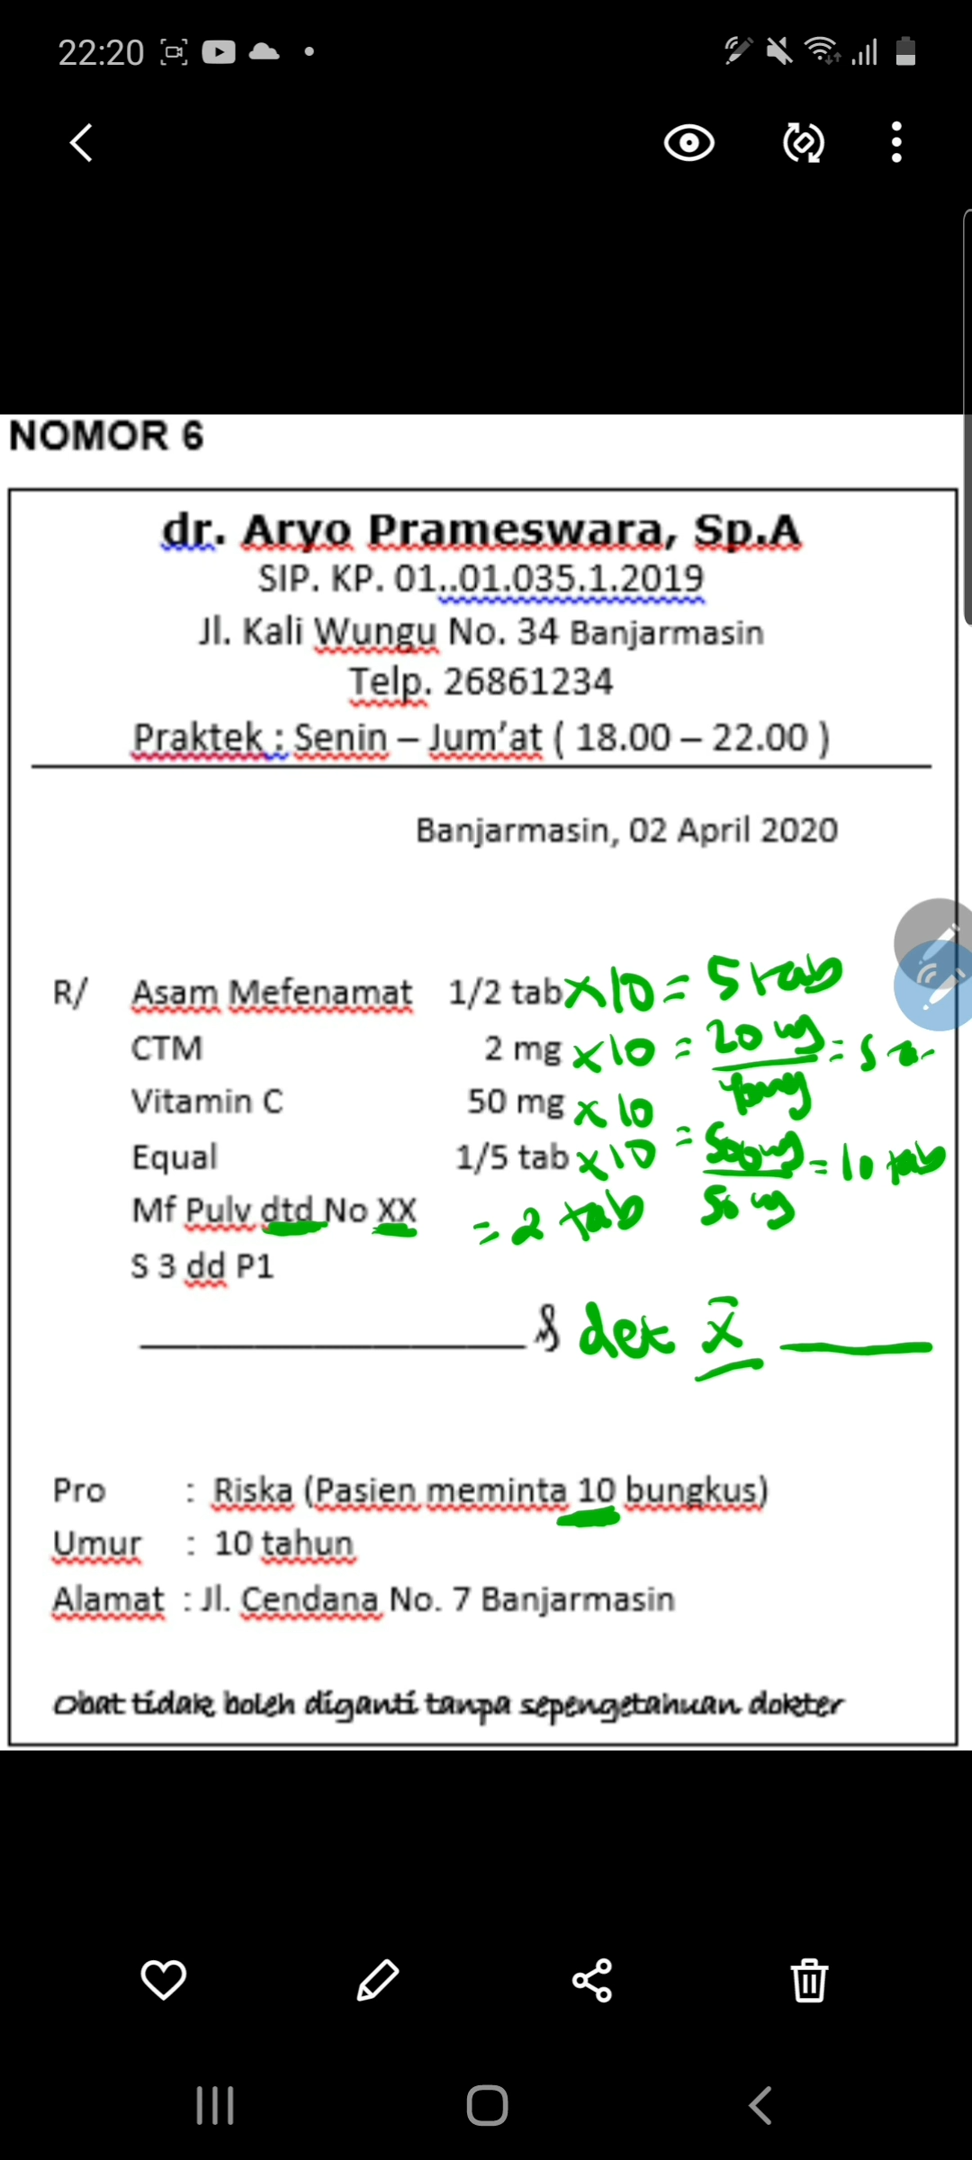 22:20
NOMOR 6
dr. Aryo Prameswara, Sp.A
SIP. KP. 01..01.035.1.2019
Jl. Kali Wungu No. 34 Banjarmasin
Telp. 26861234
Praktek : Senin – Jum'at ( 18.00 – 22.00 )
Banjarmasin, 02 April 2020
R/ Asam Mefenamat 1/2 tab x10 = 5 tab
CTM 2 mg x10 = 20 mg / 4 mg = 5
Vitamin C 50 mg x10 = 500 mg / 50 mg = 10 tab
Equal 1/5 tab x10 = 2 tab
Mf Pulv dtd No XX
S 3 dd P1
det x
Pro : Riska (Pasien meminta 10 bungkus)
Umur : 10 tahun
Alamat : Jl. Cendana No. 7 Banjarmasin
Obat tidak boleh diganti tanpa sepengetahuan dokter